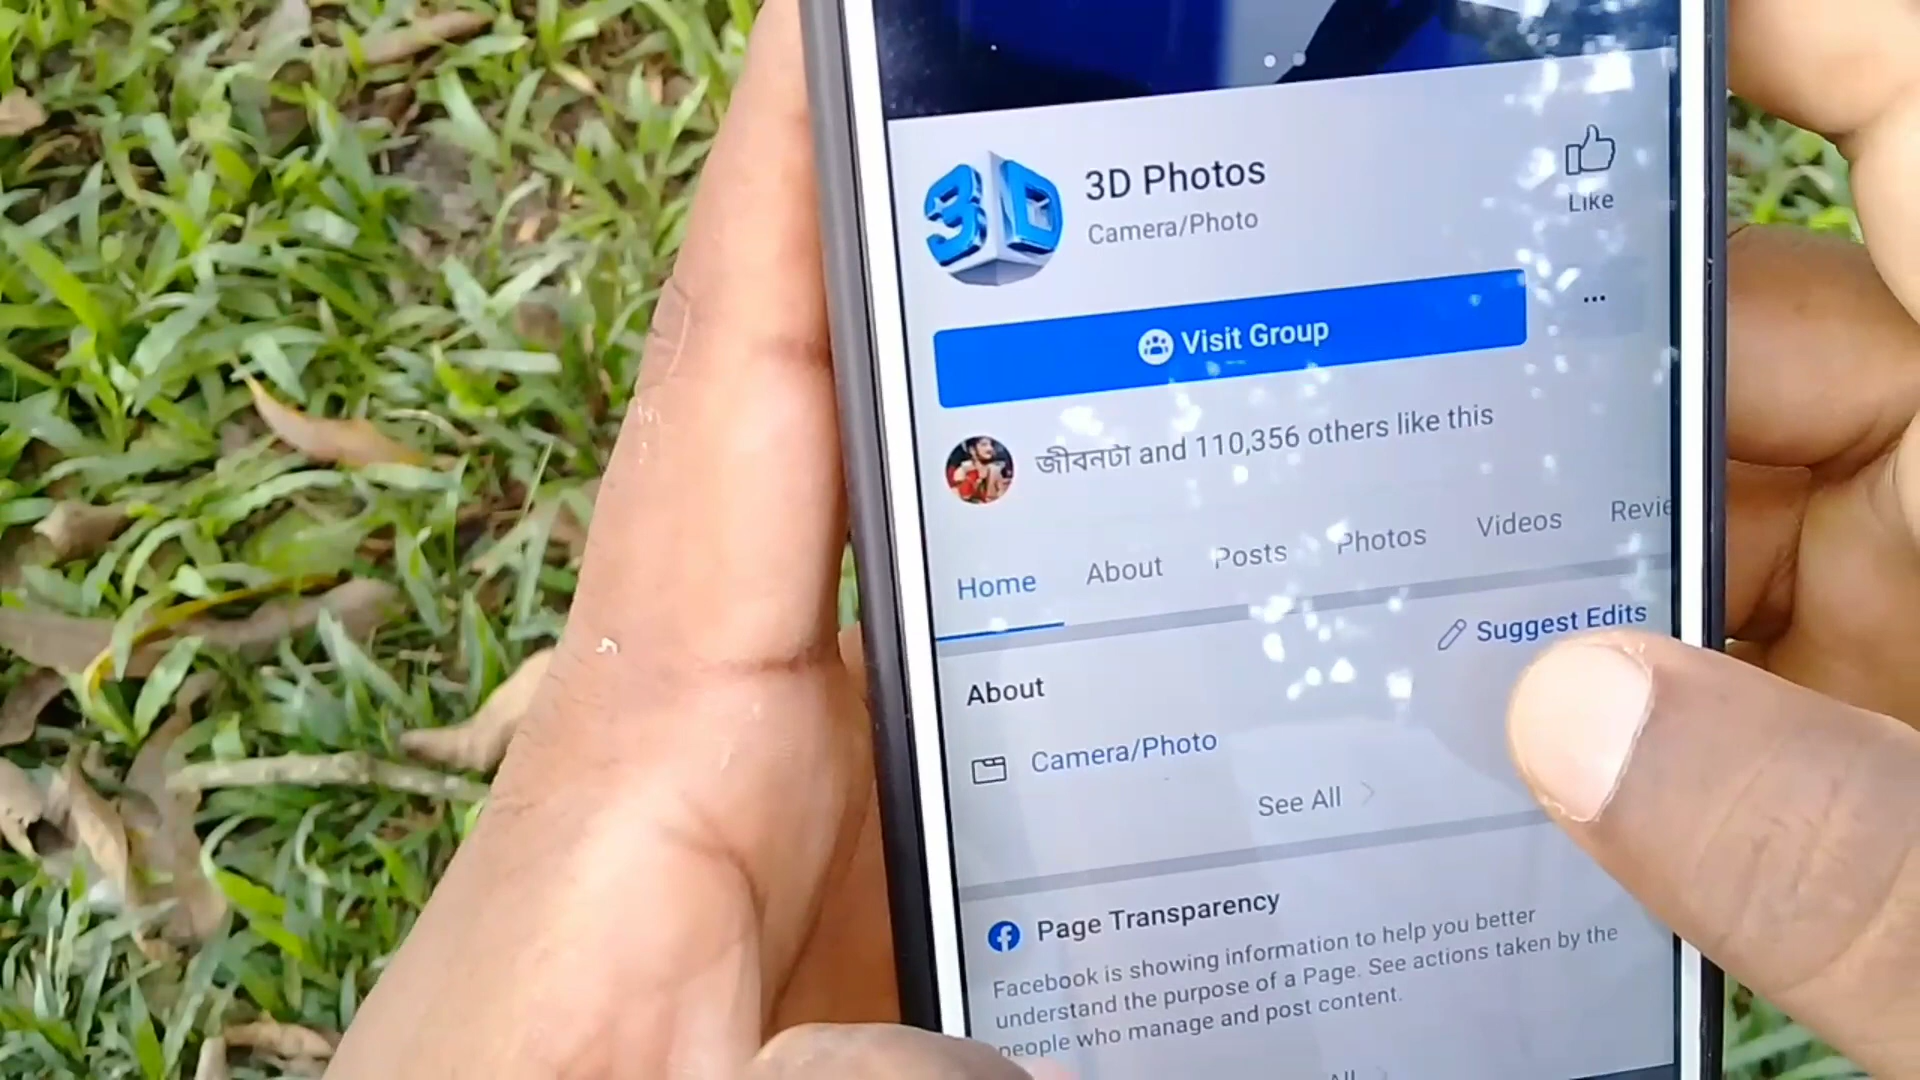 3D
3D Photos
Camera/Photo
Like
Visit Group
জীবনটা and 110,356 others like this
Home
About
Posts
Photos
Videos
Suggest Edits
About
Camera/Photo
See All
Page Transparency
Facebook is showing information to help you better
understand the purpose of a Page. See actions taken by the
people who manage and post content.